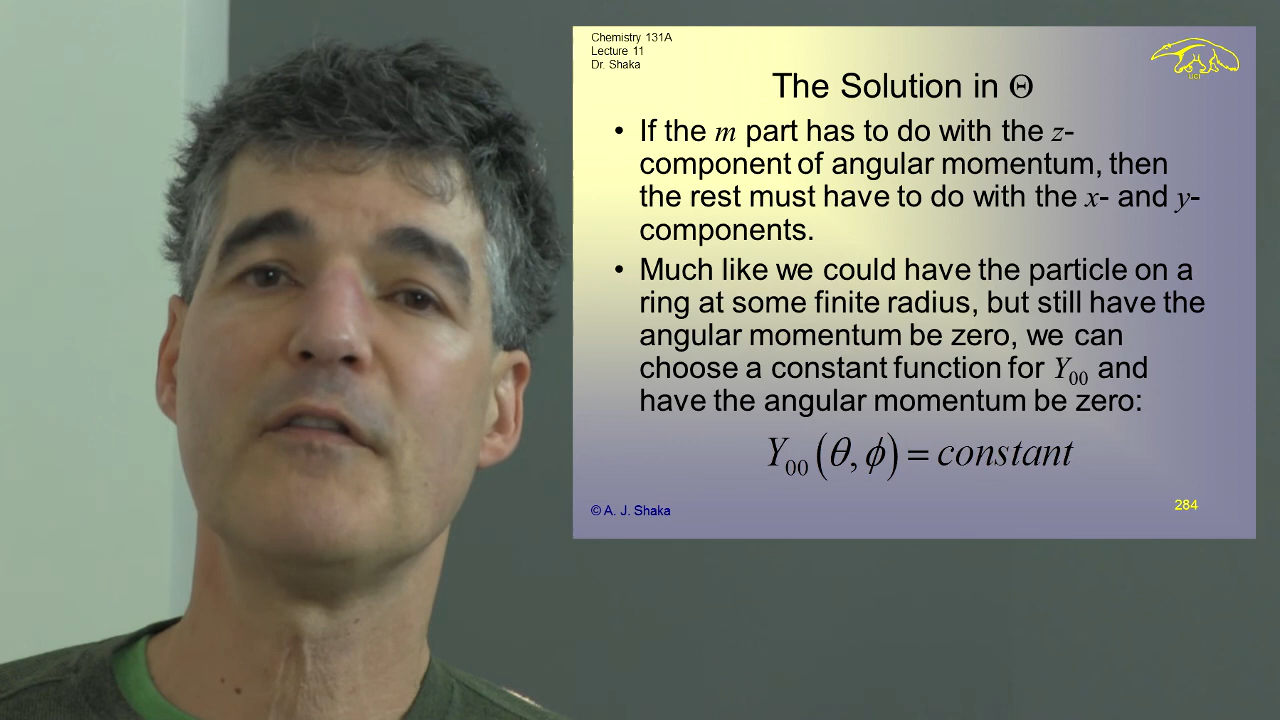 Chemistry 131A
Lecture 11
Dr. Shaka
UCI
The Solution in Θ
• If the m part has to do with the z-
component of angular momentum, then
the rest must have to do with the x- and y-
components.
• Much like we could have the particle on a
ring at some finite radius, but still have the
angular momentum be zero, we can
choose a constant function for Y₀₀ and
have the angular momentum be zero:
Y₀₀(θ,ϕ) = constant
© A. J. Shaka
284